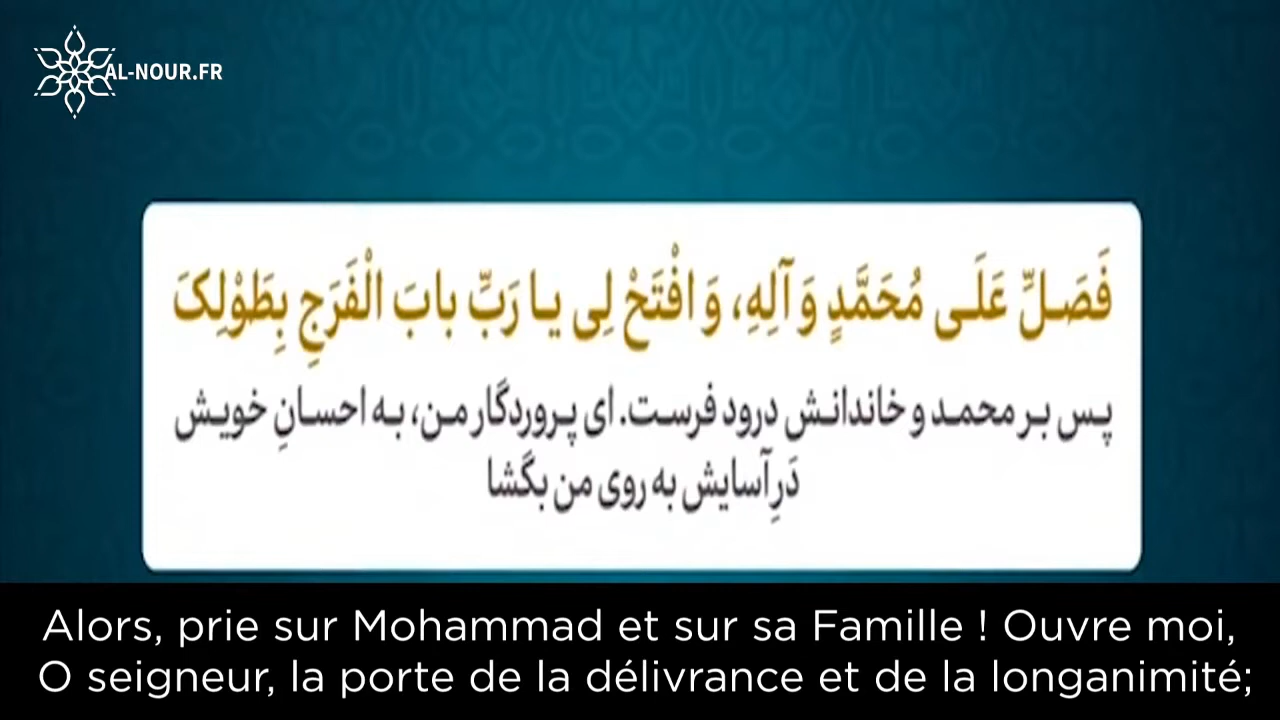 AL-NOUR.FR
فَصَلِّ عَلَى مُحَمَّدٍ وَ آلِهِ، وَ افْتَحْ لِی یا رَبِّ بابَ الْفَرَجِ بِطَوْلِکَ
پس بر محمد و خاندانش درود فرست. ای پروردگار من، به احسانِ خویش
دَرِ آسایش به روی من بگشا
Alors, prie sur Mohammad et sur sa Famille ! Ouvre moi,
O seigneur, la porte de la délivrance et de la longanimité;